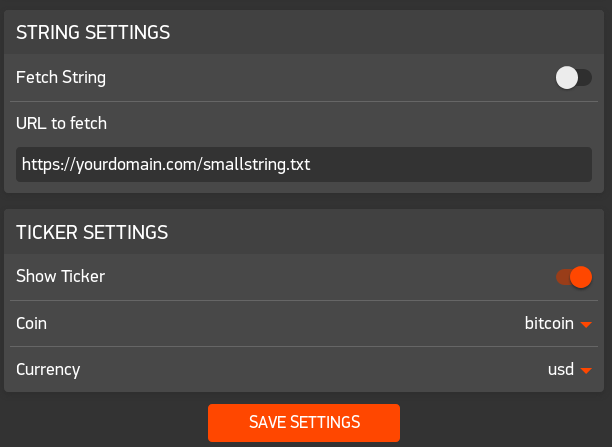 STRING SETTINGS
Fetch String
URL to fetch
https://yourdomain.com/smallstring.txt
TICKER SETTINGS
Show Ticker
Coin bitcoin
Currency usd
SAVE SETTINGS